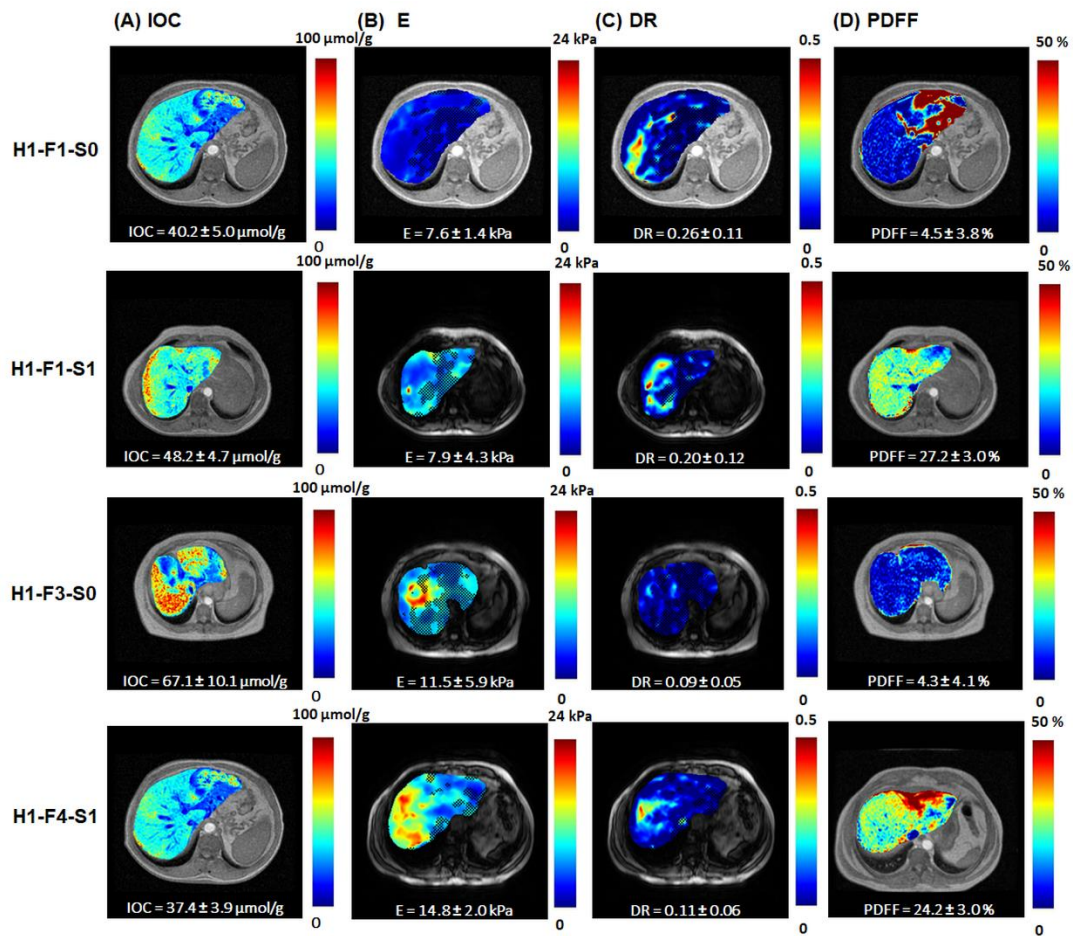 (A) IOC (B) E (C) DR (D) PDFF
100 µmol/g 24 kPa 0.5 50 %
H1-F1-S0
IOC = 40.2 ± 5.0 µmol/g 0 E = 7.6 ± 1.4 kPa 0 DR = 0.26 ± 0.11 0 PDFF = 4.5 ± 3.8 % 0
100 µmol/g 24 kPa 0.5 50 %
H1-F1-S1
IOC = 48.2 ± 4.7 µmol/g 0 E = 7.9 ± 4.3 kPa 0 DR = 0.20 ± 0.12 0 PDFF = 27.2 ± 3.0 % 0
100 µmol/g 24 kPa 0.5 50 %
H1-F3-S0
IOC = 67.1 ± 10.1 µmol/g 0 E = 11.5 ± 5.9 kPa 0 DR = 0.09 ± 0.05 0 PDFF = 4.3 ± 4.1 % 0
100 µmol/g 24 kPa 0.5 50 %
H1-F4-S1
IOC = 37.4 ± 3.9 µmol/g 0 E = 14.8 ± 2.0 kPa 0 DR = 0.11 ± 0.06 0 PDFF = 24.2 ± 3.0 % 0